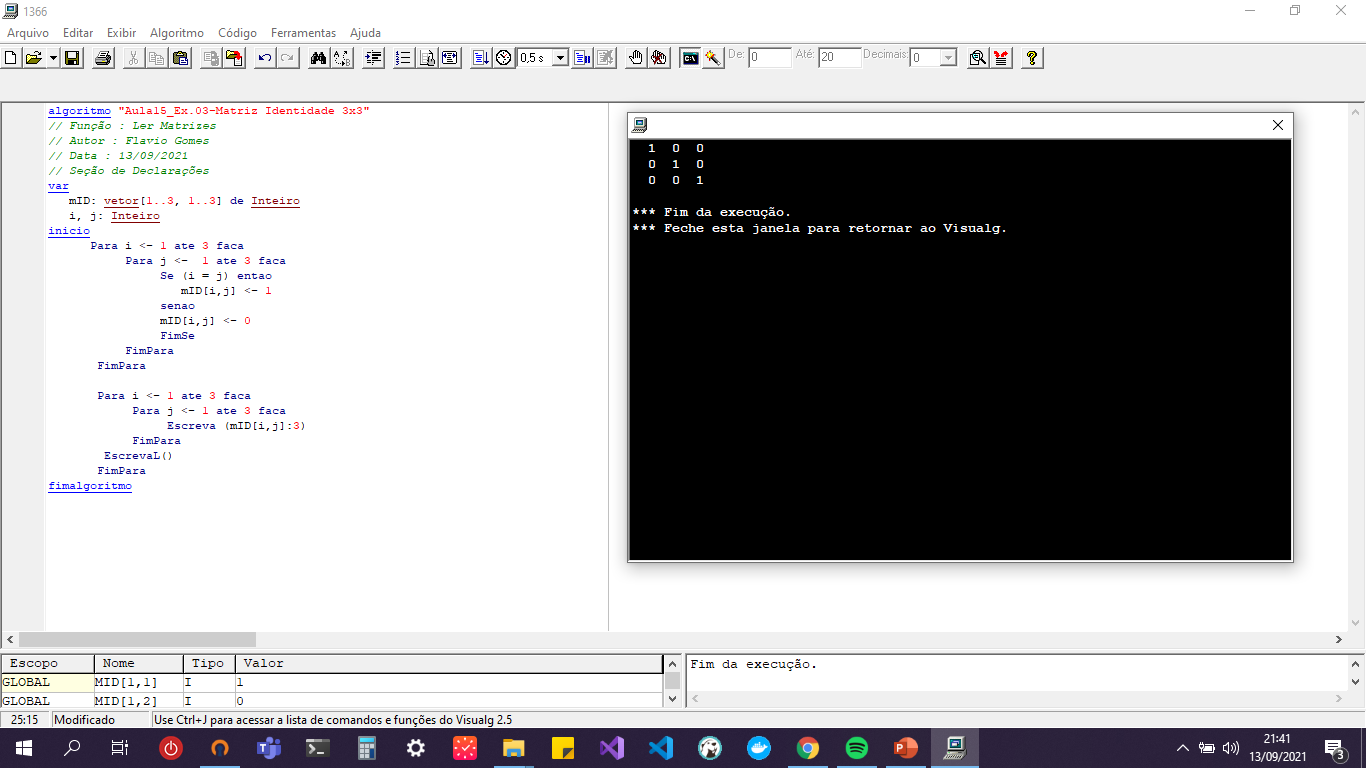 1366
Arquivo Editar Exibir Algoritmo Código Ferramentas Ajuda
0,5 s De: 0 Até: 20 Decimais: 0
algoritmo "Aula15_Ex.03-Matriz Identidade 3x3"
// Função : Ler Matrizes
// Autor : Flavio Gomes
// Data : 13/09/2021
// Seção de Declarações
var
mID: vetor[1..3, 1..3] de Inteiro
i, j: Inteiro
inicio
Para i <- 1 ate 3 faca
Para j <- 1 ate 3 faca
Se (i = j) entao
mID[i,j] <- 1
senao
mID[i,j] <- 0
FimSe
FimPara
FimPara
Para i <- 1 ate 3 faca
Para j <- 1 ate 3 faca
Escreva (mID[i,j]:3)
FimPara
EscrevaL()
FimPara
fimalgoritmo
1 0 0
0 1 0
0 0 1
*** Fim da execução.
*** Feche esta janela para retornar ao Visualg.
Escopo Nome Tipo Valor
GLOBAL MID[1,1] I 1
GLOBAL MID[1,2] I 0
Fim da execução.
25:15 Modificado Use Ctrl+J para acessar a lista de comandos e funções do Visualg 2.5
21:41
13/09/2021
3